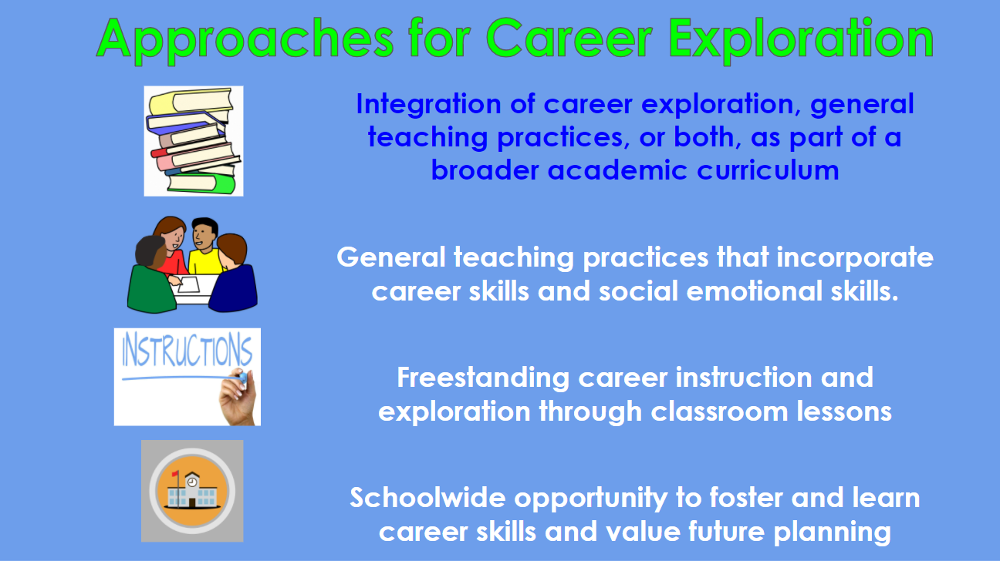 Approaches for Career Exploration
Integration of career exploration, general
teaching practices, or both, as part of a
broader academic curriculum
General teaching practices that incorporate
career skills and social emotional skills.
INSTRUCTIONS
Freestanding career instruction and
exploration through classroom lessons
Schoolwide opportunity to foster and learn
career skills and value future planning